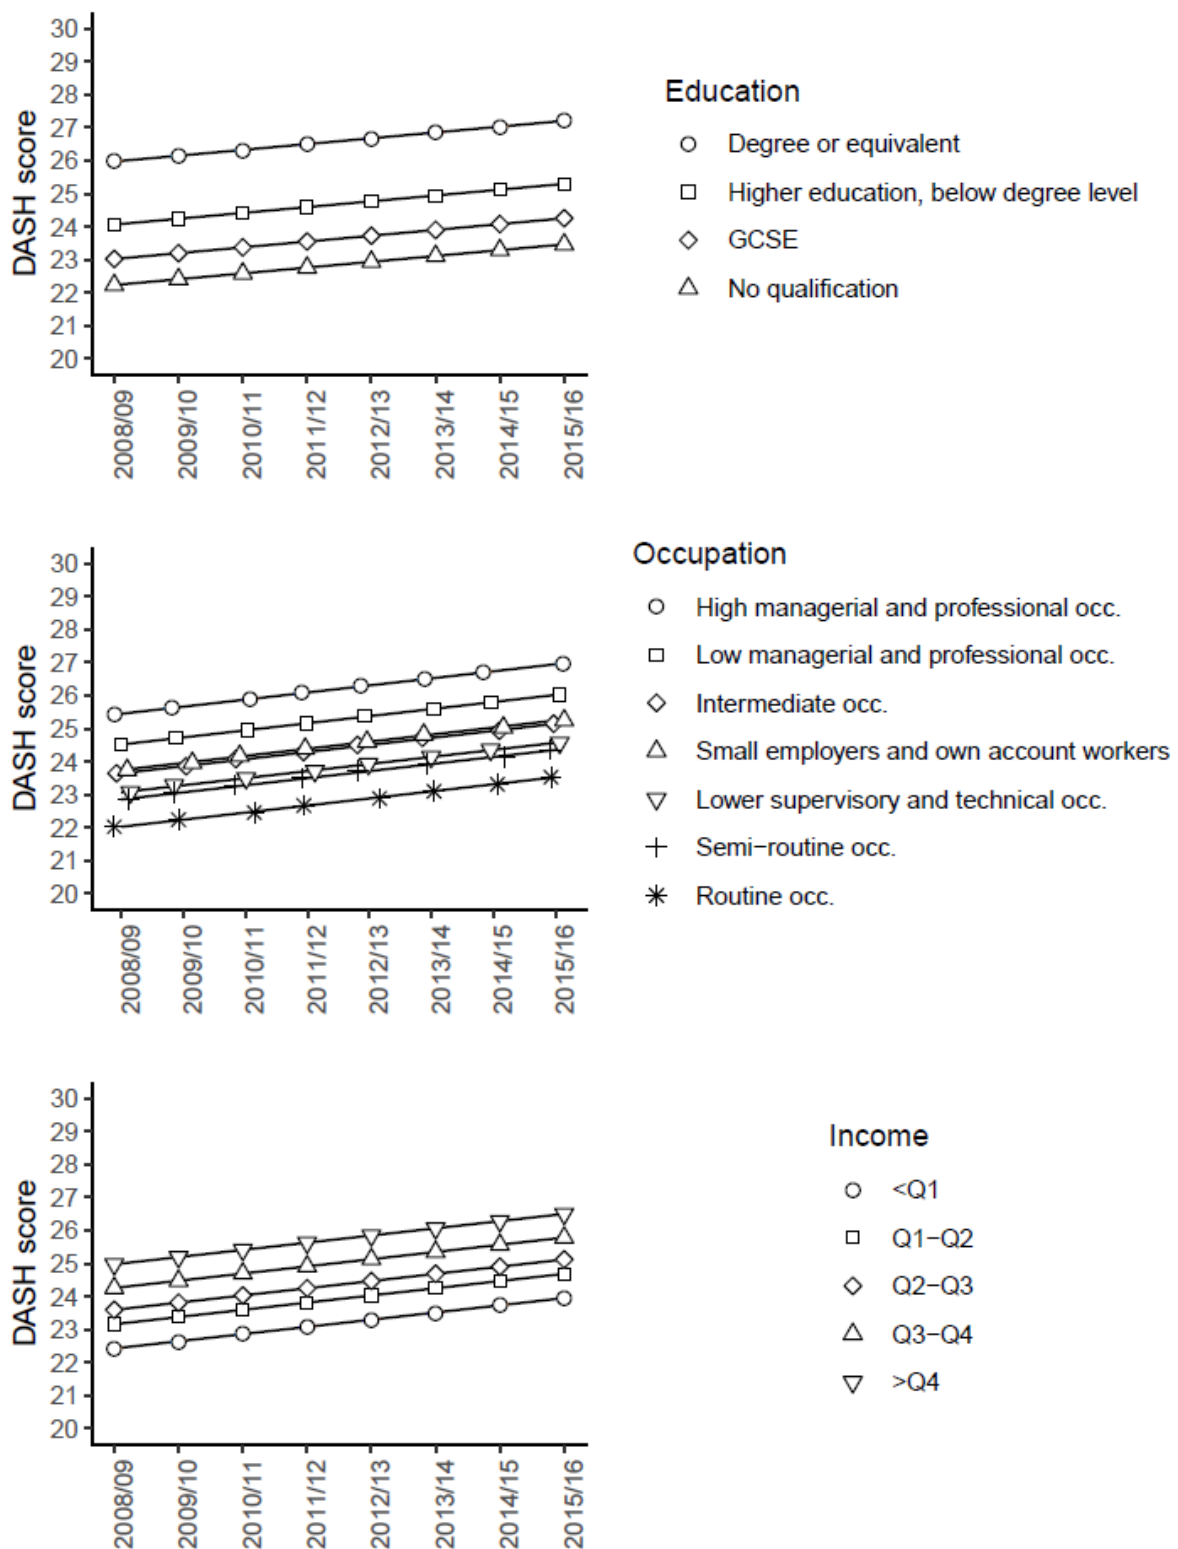 30
29
28
27
26
25
24
23
22
21
20
DASH score
2008/09
2009/10
2010/11
2011/12
2012/13
2013/14
2014/15
2015/16
Education
Degree or equivalent
Higher education, below degree level
GCSE
No qualification
30
29
28
27
26
25
24
23
22
21
20
DASH score
2008/09
2009/10
2010/11
2011/12
2012/13
2013/14
2014/15
2015/16
Occupation
High managerial and professional occ.
Low managerial and professional occ.
Intermediate occ.
Small employers and own account workers
Lower supervisory and technical occ.
Semi−routine occ.
Routine occ.
30
29
28
27
26
25
24
23
22
21
20
DASH score
2008/09
2009/10
2010/11
2011/12
2012/13
2013/14
2014/15
2015/16
Income
<Q1
Q1−Q2
Q2−Q3
Q3−Q4
>Q4